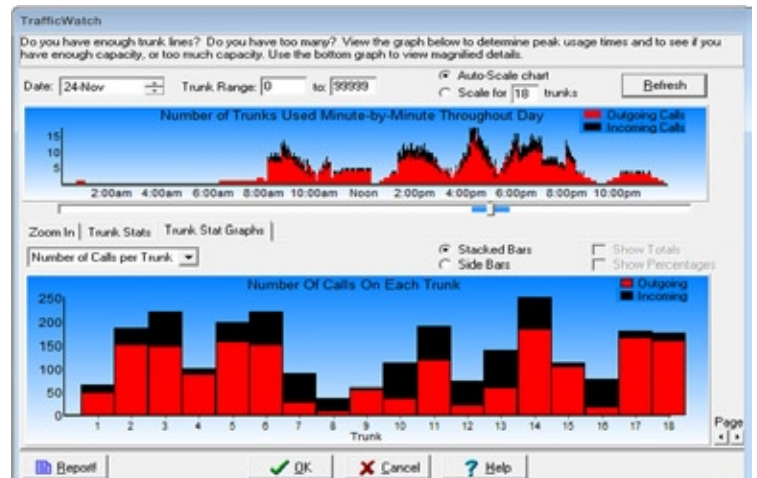 TrafficWatch
Do you have enough trunk lines? Do you have too many? View the graph below to determine peak usage times and to see if you
have enough capacity, or too much capacity. Use the bottom graph to view magnified details.
Date: 24-Nov Trunk Range: 0 to: 99999
Auto-Scale chart
Scale for 18 trunks
Refresh
Number of Trunks Used Minute-by-Minute Throughout Day
Outgoing Calls
Incoming Calls
15
10
5
2:00am 4:00am 6:00am 8:00am 10:00am Noon 2:00pm 4:00pm 6:00pm 8:00pm 10:00pm
Zoom In Trunk Stats Trunk Stat Graphs
Number of Calls per Trunk
Stacked Bars
Side Bars
Show Totals
Show Percentages
Number Of Calls On Each Trunk
Outgoing
Incoming
250
200
150
100
50
0
1 2 3 4 5 6 7 8 9 10 11 12 13 14 15 16 17 18
Trunk
Page
Report! OK Cancel Help